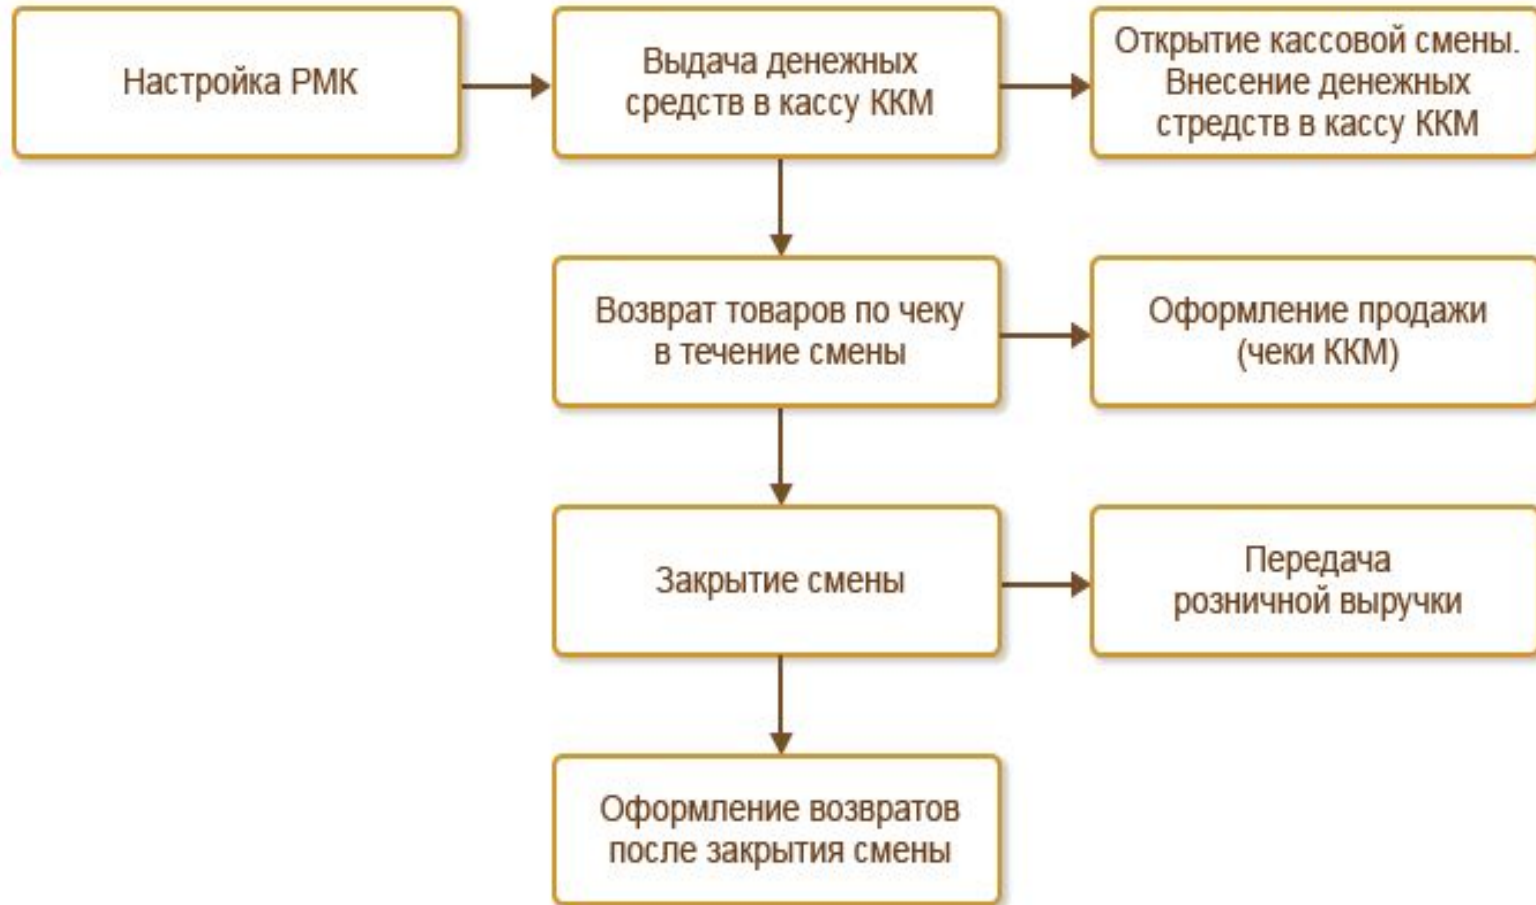 Настройка РМК
Выдача денежных
средств в кассу ККМ
Открытие кассовой смены.
Внесение денежных
стредств в кассу ККМ
Возврат товаров по чеку
в течение смены
Оформление продажи
(чеки ККМ)
Закрытие смены
Передача
розничной выручки
Оформление возвратов
после закрытия смены